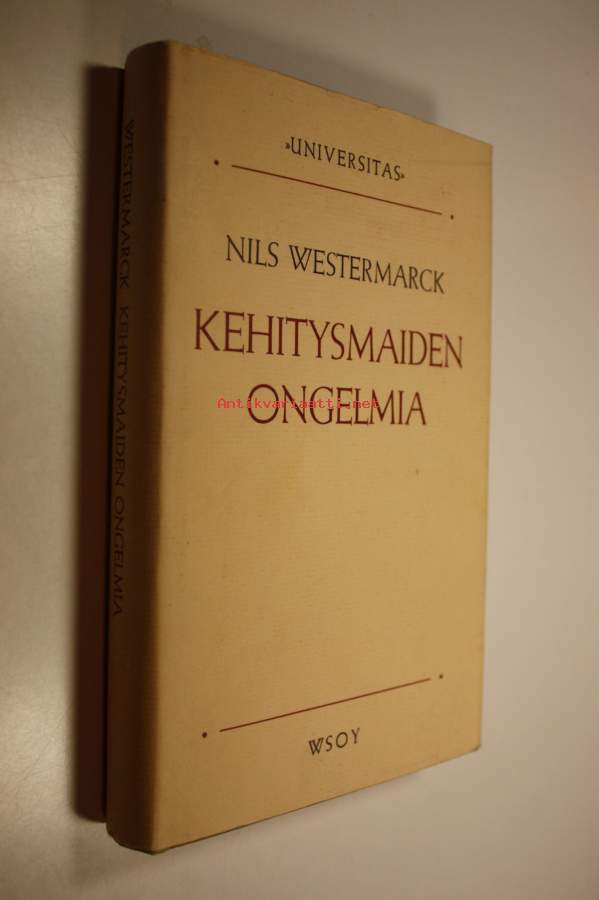 »UNIVERSITAS»
NILS WESTERMARCK
KEHITYSMAIDEN
ONGELMIA
Antikvariaatti.net
WSOY
WESTERMARCK KEHITYSMAIDEN ONGELMIA